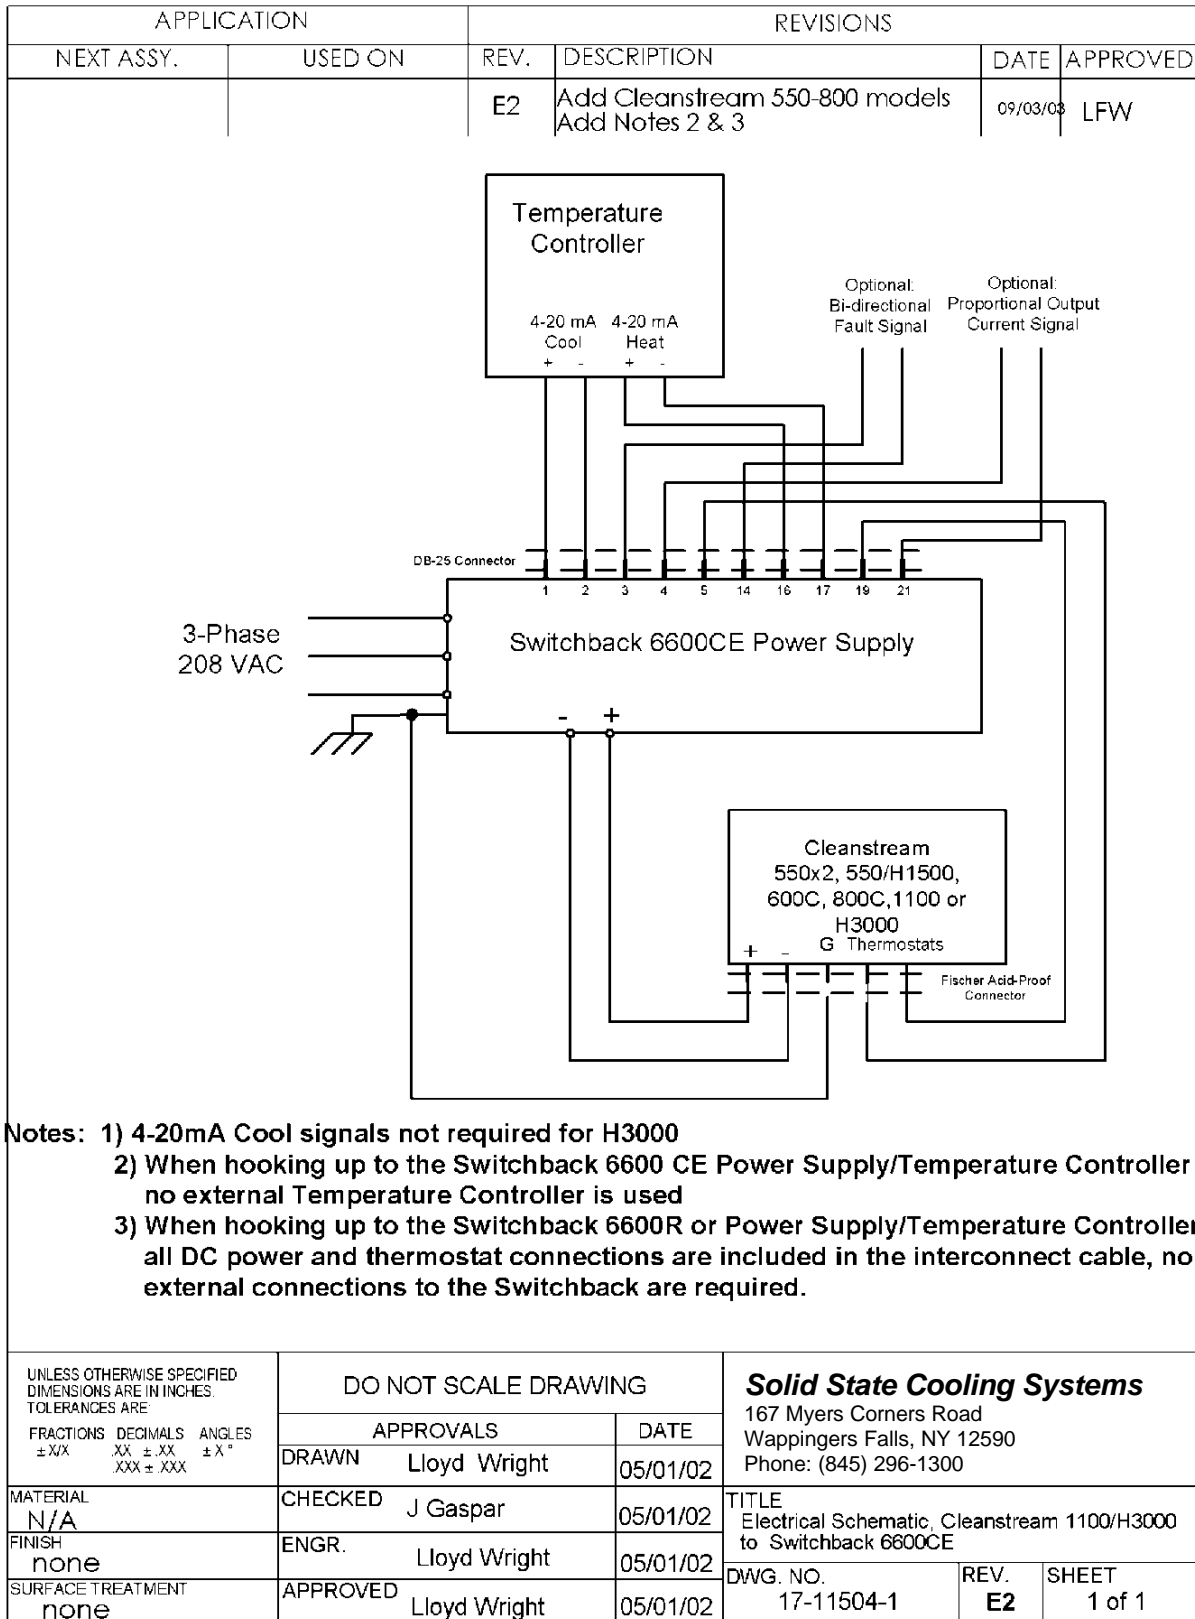 APPLICATION
REVISIONS
NEXT ASSY.
USED ON
REV.
DESCRIPTION
DATE
APPROVED
E2
Add Cleanstream 550-800 models
Add Notes 2 & 3
09/03/03
LFW
Temperature
Controller
4-20 mA 4-20 mA
Cool Heat
+ - + -
Optional:
Bi-directional
Fault Signal
Optional:
Proportional Output
Current Signal
DB-25 Connector
1 2 3 4 5 14 16 17 19 21
3-Phase
208 VAC
Switchback 6600CE Power Supply
- +
Cleanstream
550x2, 550/H1500,
600C, 800C,1100 or
H3000
+ - G Thermostats
Fischer Acid-Proof
Connector
Notes: 1) 4-20mA Cool signals not required for H3000
2) When hooking up to the Switchback 6600 CE Power Supply/Temperature Controller
no external Temperature Controller is used
3) When hooking up to the Switchback 6600R or Power Supply/Temperature Controller
all DC power and thermostat connections are included in the interconnect cable, no
external connections to the Switchback are required.
UNLESS OTHERWISE SPECIFIED
DIMENSIONS ARE IN INCHES.
TOLERANCES ARE:
FRACTIONS DECIMALS ANGLES
± X/X .XX ± .XX ± X °
.XXX ± .XXX
MATERIAL
N/A
FINISH
none
SURFACE TREATMENT
none
DO NOT SCALE DRAWING
APPROVALS DATE
DRAWN Lloyd Wright 05/01/02
CHECKED J Gaspar 05/01/02
ENGR. Lloyd Wright 05/01/02
APPROVED Lloyd Wright 05/01/02
Solid State Cooling Systems
167 Myers Corners Road
Wappingers Falls, NY 12590
Phone: (845) 296-1300
TITLE
Electrical Schematic, Cleanstream 1100/H3000
to Switchback 6600CE
DWG. NO.
17-11504-1
REV.
E2
SHEET
1 of 1